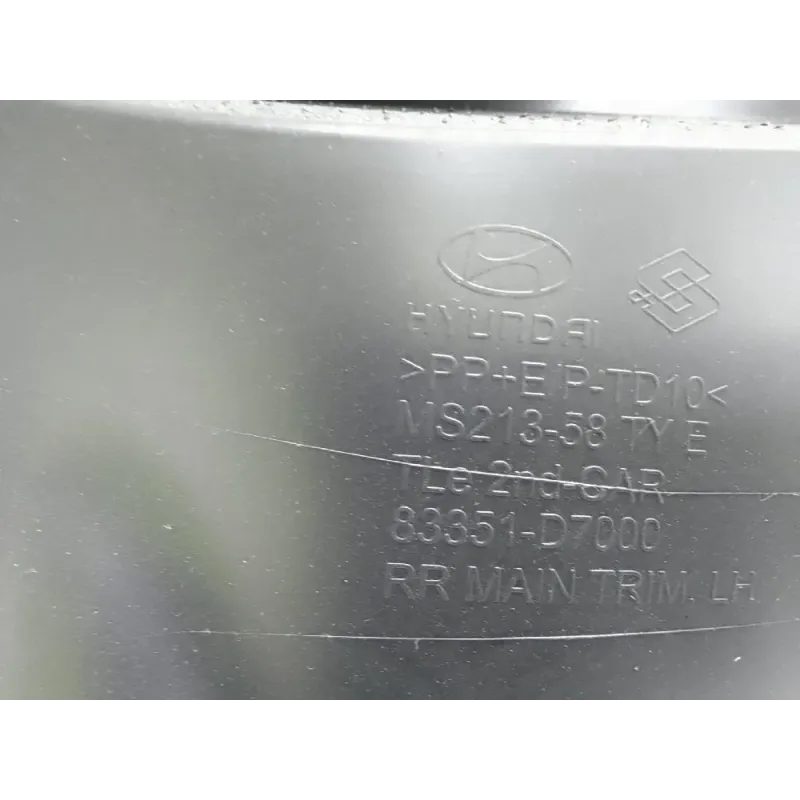 HYUNDAI
>PP+E/P-TD10<
MS213-58 TY E
TLe 2nd-CAR
83351-D7000
RR MAIN TRIM. LH